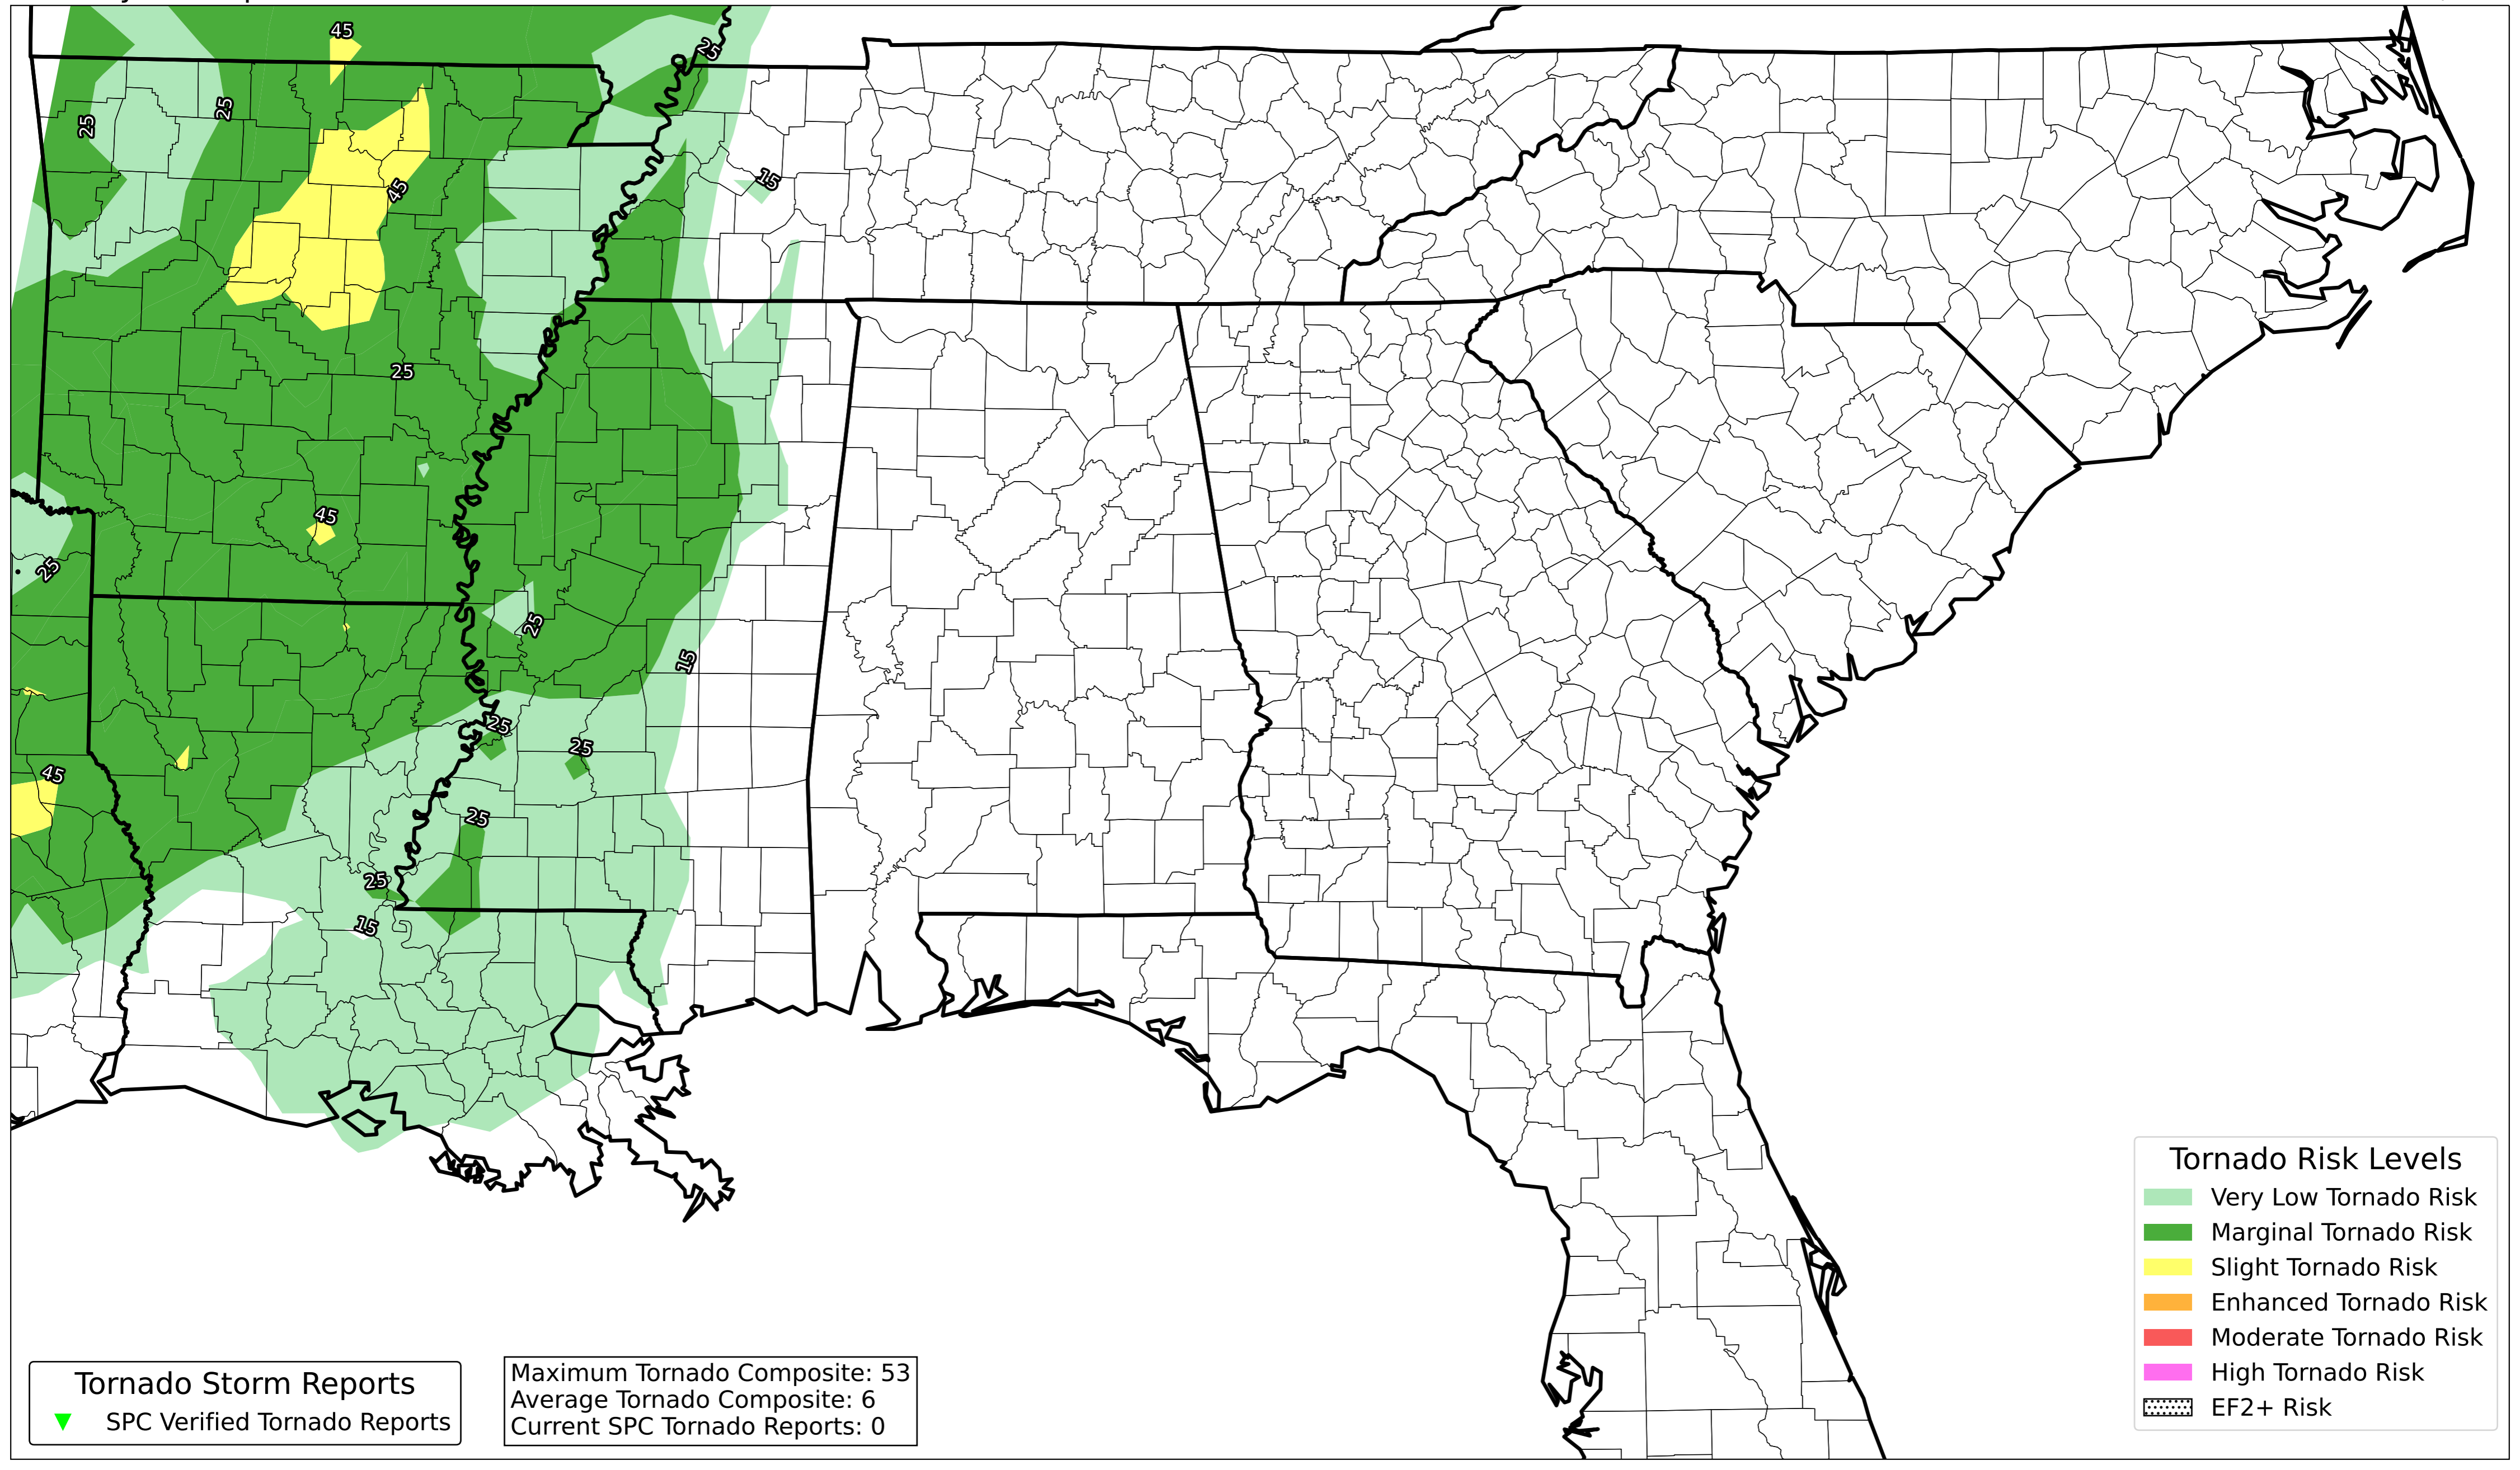 45
25
25
25
15
45
25
45
25
25
15
25
25
45
25
25
15
Tornado Risk Levels
Very Low Tornado Risk
Marginal Tornado Risk
Slight Tornado Risk
Enhanced Tornado Risk
Moderate Tornado Risk
High Tornado Risk
EF2+ Risk
Tornado Storm Reports
SPC Verified Tornado Reports
Maximum Tornado Composite: 53
Average Tornado Composite: 6
Current SPC Tornado Reports: 0